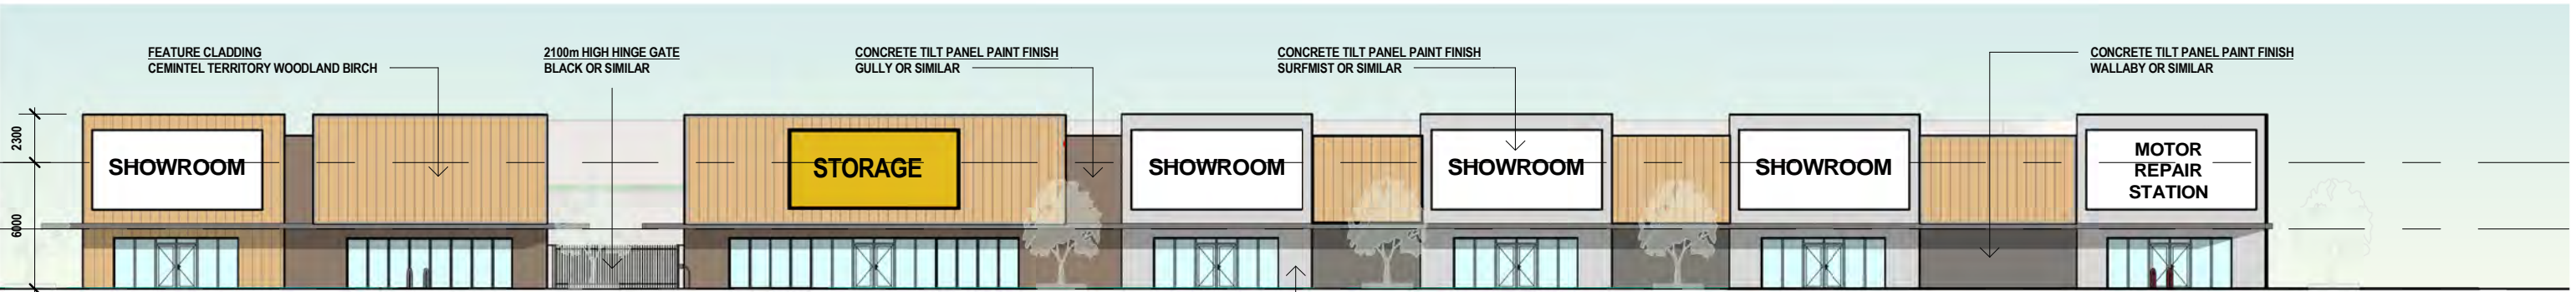 FEATURE CLADDING
CEMINTEL TERRITORY WOODLAND BIRCH
2100m HIGH HINGE GATE
BLACK OR SIMILAR
CONCRETE TILT PANEL PAINT FINISH
GULLY OR SIMILAR
CONCRETE TILT PANEL PAINT FINISH
SURFMIST OR SIMILAR
CONCRETE TILT PANEL PAINT FINISH
WALLABY OR SIMILAR
2300
6000
SHOWROOM
STORAGE
SHOWROOM
SHOWROOM
SHOWROOM
MOTOR
REPAIR
STATION